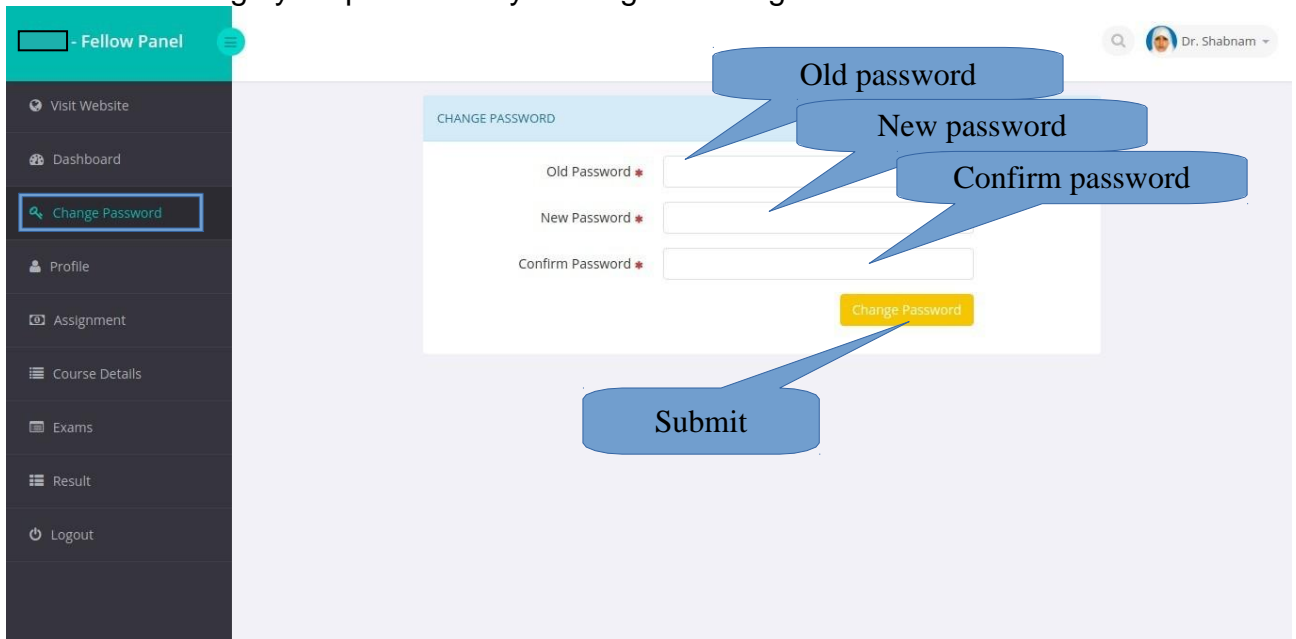 - Fellow Panel
Dr. Shabnam
Visit Website
Dashboard
Change Password
Profile
Assignment
Course Details
Exams
Result
Logout
CHANGE PASSWORD
Old Password *
New Password *
Confirm Password *
Change Password
Old password
New password
Confirm password
Submit